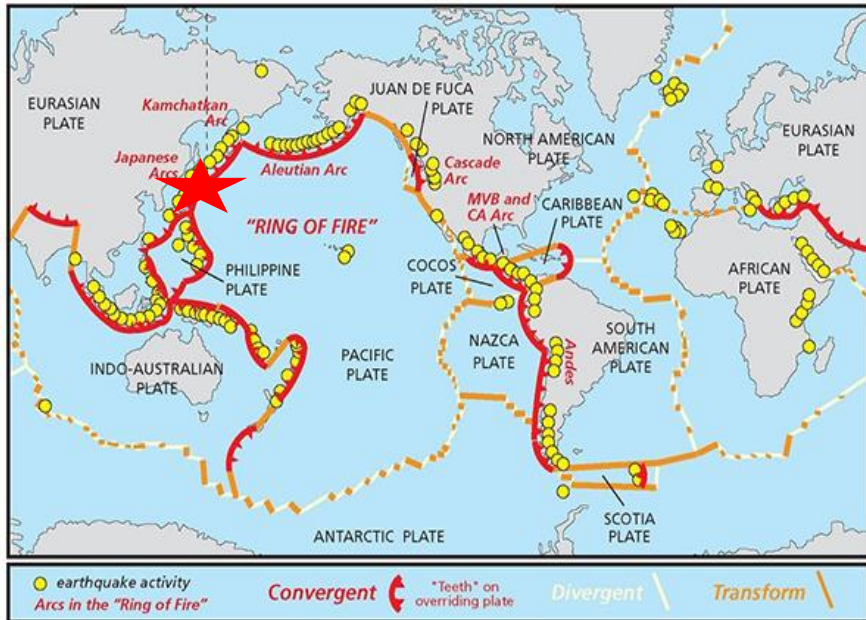 EURASIAN
PLATE
Kamchatkan
Arc
Japanese
Arcs
Aleutian Arc
JUAN DE FUCA
PLATE
NORTH AMERICAN
PLATE
Cascade
Arc
MVB and
CA Arc
CARIBBEAN
PLATE
EURASIAN
PLATE
"RING OF FIRE"
PHILIPPINE
PLATE
COCOS
PLATE
AFRICAN
PLATE
INDO-AUSTRALIAN
PLATE
PACIFIC
PLATE
NAZCA
PLATE
Andes
SOUTH
AMERICAN
PLATE
SCOTIA
PLATE
ANTARCTIC PLATE
earthquake activity
Arcs in the "Ring of Fire"
Convergent
"Teeth" on
overriding plate
Divergent
Transform